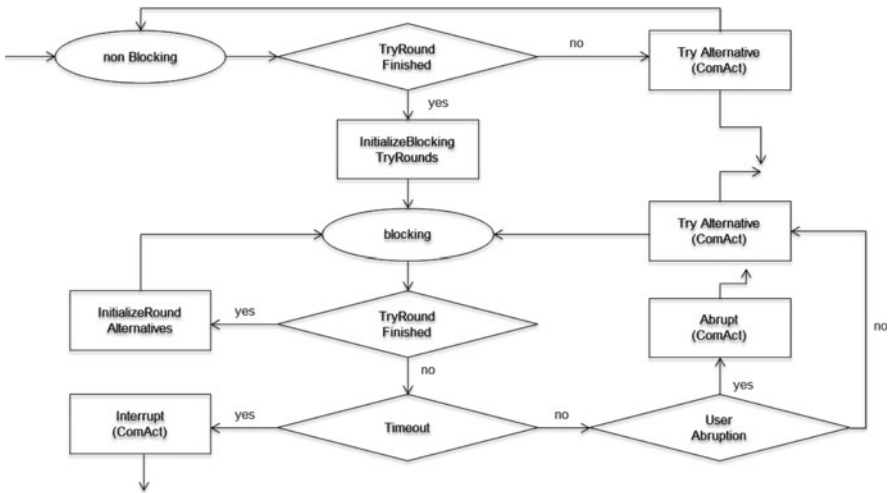 non Blocking
TryRound
Finished
no
Try Alternative
(ComAct)
yes
InitializeBlocking
TryRounds
blocking
Try Alternative
(ComAct)
InitializeRound
Alternatives
yes
TryRound
Finished
Abrupt
(ComAct)
no
no
yes
Interrupt
(ComAct)
yes
Timeout
no
User
Abruption